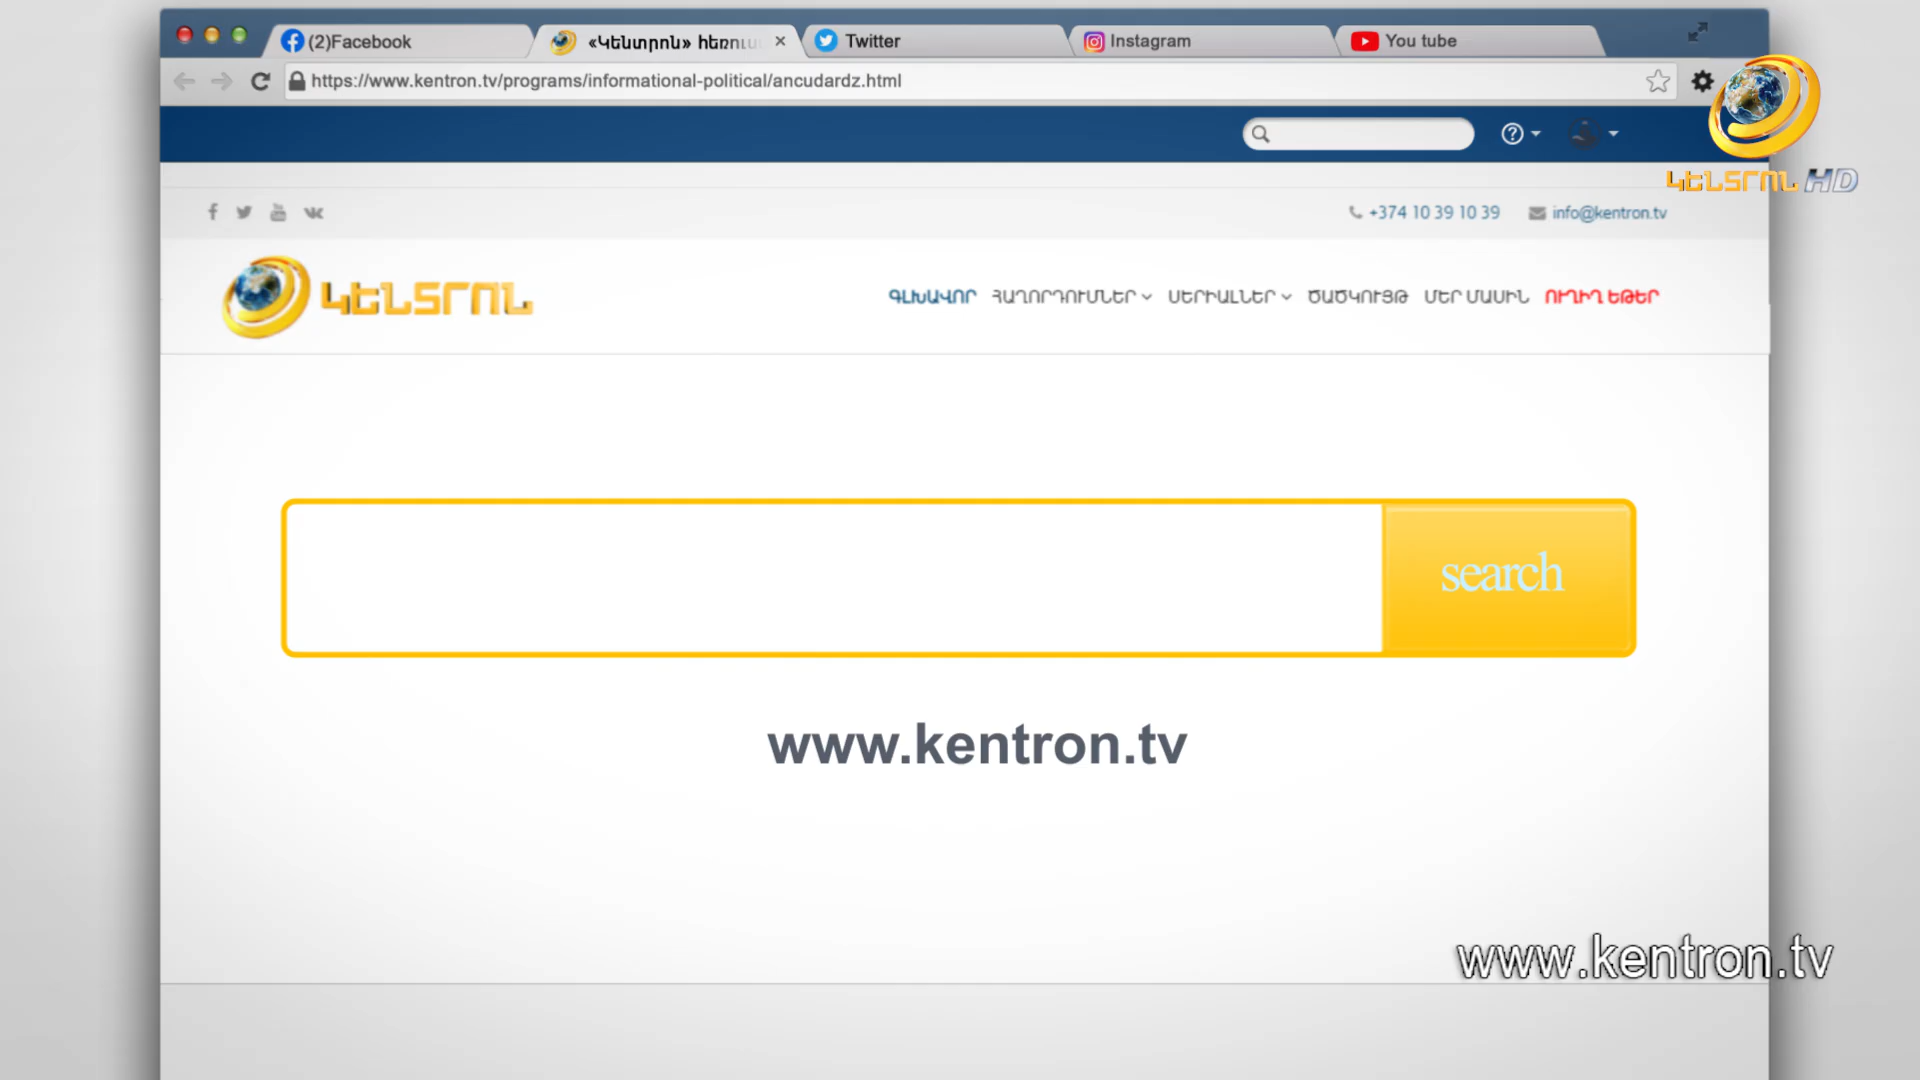 (2)Facebook
«Կենտրոն» հեռուս
Twitter
Instagram
You tube
https://www.kentron.tv/programs/informational-political/ancudardz.html
ԿԵՆՏՐՈՆ HD
+374 10 39 10 39
info@kentron.tv
ԿԵՆՏՐՈՆ
ԳԼԽԱՎՈՐ
ՀԱՂՈՐԴՈՒՄՆԵՐ
ՍԵՐԻԱԼՆԵՐ
ԾԱԾԿՈՒՅԹ
ՄԵՐ ՄԱՍԻՆ
ՈՒՂԻՂ ԵԹԵՐ
search
www.kentron.tv
www.kentron.tv